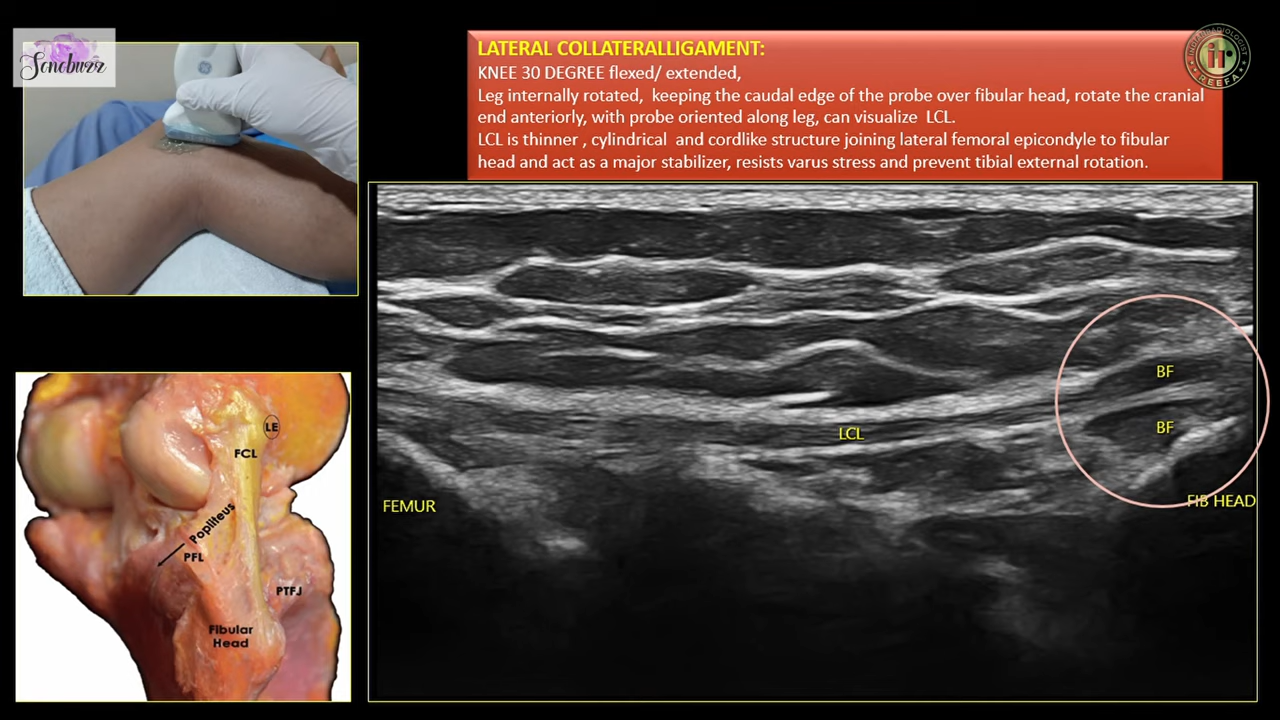 Sonobuzz
LATERAL COLLATERALLIGAMENT:
KNEE 30 DEGREE flexed/ extended,
Leg internally rotated, keeping the caudal edge of the probe over fibular head, rotate the cranial
end anteriorly, with probe oriented along leg, can visualize LCL.
LCL is thinner , cylindrical and cordlike structure joining lateral femoral epicondyle to fibular
head and act as a major stabilizer, resists varus stress and prevent tibial external rotation.
ir
REEFA
BF
BF
LCL
FEMUR
FIB HEAD
LE
FCL
Popliteus
PFL
PTFJ
Fibular
Head